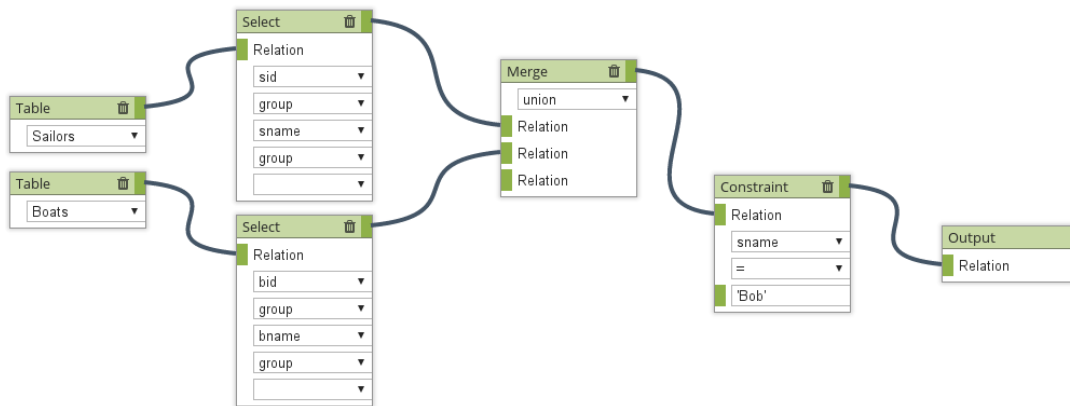 Table
Sailors
Table
Boats
Select
Relation
sid
group
sname
group
Select
Relation
bid
group
bname
group
Merge
union
Relation
Relation
Relation
Constraint
Relation
sname
=
'Bob'
Output
Relation